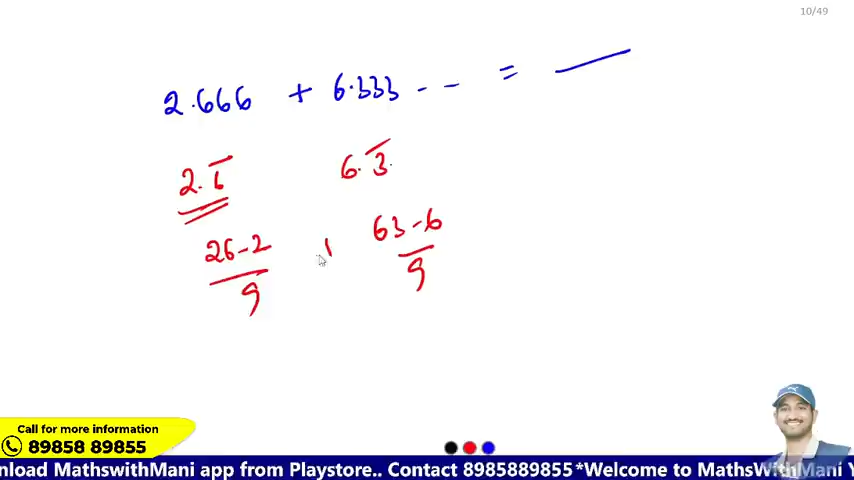 10/49
2.666 + 6.333 -- = 
2.6̅ 6.3̅.
26-2/9 + 63-6/9
Call for more information
89858 89855
nload MathswithMani app from Playstore.. Contact 8985889855 *Welcome to MathsWithMani Y